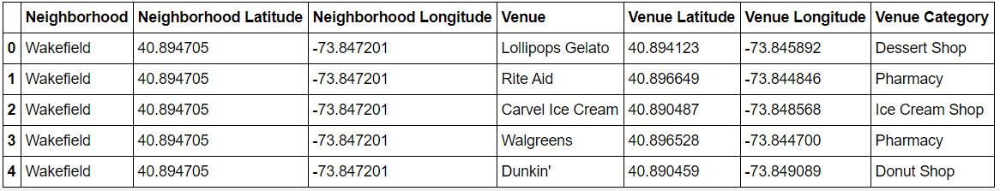 Neighborhood Neighborhood Latitude Neighborhood Longitude Venue Venue Latitude Venue Longitude Venue Category
0 Wakefield 40.894705 -73.847201 Lollipops Gelato 40.894123 -73.845892 Dessert Shop
1 Wakefield 40.894705 -73.847201 Rite Aid 40.896649 -73.844846 Pharmacy
2 Wakefield 40.894705 -73.847201 Carvel Ice Cream 40.890487 -73.848568 Ice Cream Shop
3 Wakefield 40.894705 -73.847201 Walgreens 40.896528 -73.844700 Pharmacy
4 Wakefield 40.894705 -73.847201 Dunkin' 40.890459 -73.849089 Donut Shop